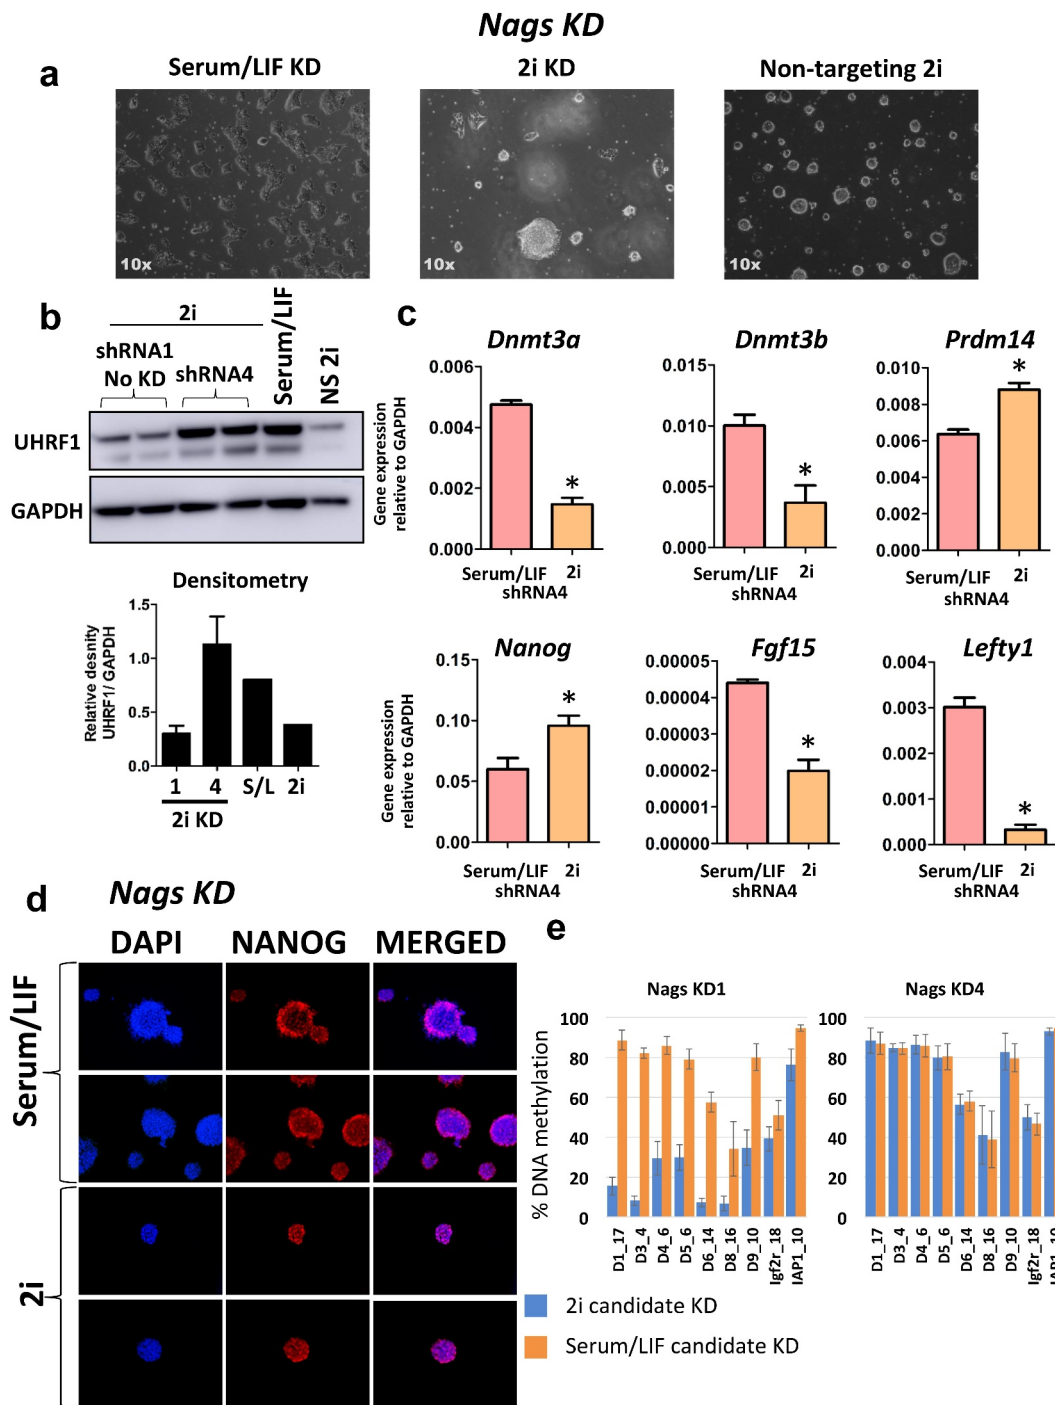 Nags KD
a
Serum/LIF KD
2i KD
Non-targeting 2i
10x
10x
10x
b
2i
shRNA1
No KD
shRNA4
Serum/LIF
NS 2i
UHRF1
GAPDH
Densitometry
Relative desnity
UHRF1/ GAPDH
1.5
1.0
0.5
0.0
1
4
S/L
2i
2i KD
c
Gene expression
relative to GAPDH
Dnmt3a
0.006
0.004
0.002
0.000
*
Serum/LIF
2i
shRNA4
Dnmt3b
0.015
0.010
0.005
0.000
*
Serum/LIF
2i
shRNA4
Prdm14
0.010
0.008
0.006
0.004
0.002
0.000
*
Serum/LIF
2i
shRNA4
Gene expression
relative to GAPDH
Nanog
0.15
0.10
0.05
0.00
*
Serum/LIF
2i
shRNA4
Fgf15
0.00005
0.00004
0.00003
0.00002
0.00001
0.00000
*
Serum/LIF
2i
shRNA4
Lefty1
0.004
0.003
0.002
0.001
0.000
*
Serum/LIF
2i
shRNA4
d
Nags KD
DAPI
NANOG
MERGED
Serum/LIF
2i
e
% DNA methylation
Nags KD1
100
80
60
40
20
0
D1_17
D3_4
D4_6
D5_6
D6_14
D8_16
D9_10
Igf2r_18
IAP1_10
Nags KD4
100
80
60
40
20
0
D1_17
D3_4
D4_6
D5_6
D6_14
D8_16
D9_10
Igf2r_18
IAP1_10
2i candidate KD
Serum/LIF candidate KD